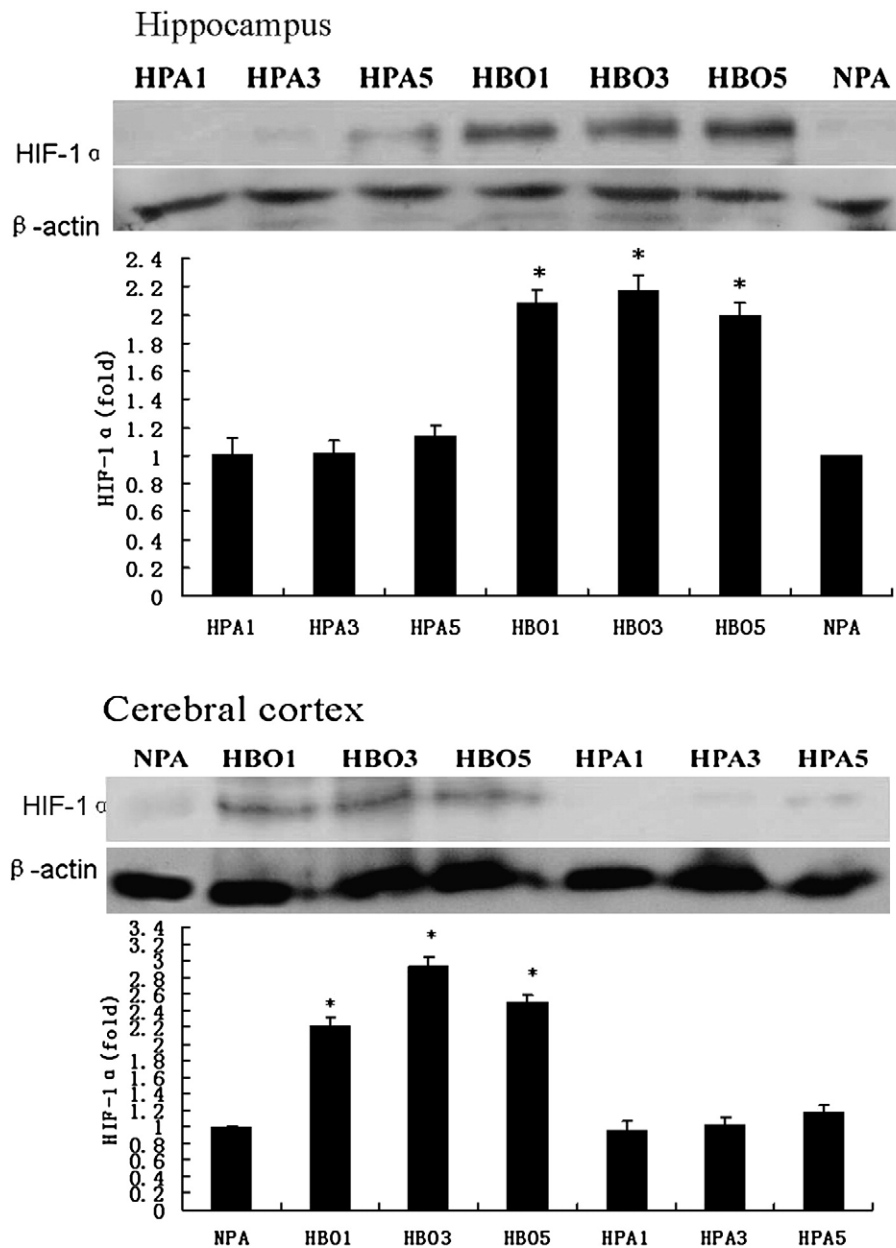 Hippocampus
HPA1 HPA3 HPA5 HBO1 HBO3 HBO5 NPA
HIF-1 α
β-actin
HIF-1 α (fold)
2.4
2.2
2
1.8
1.6
1.4
1.2
1
0.8
0.6
0.4
0.2
0
* * *
HPA1 HPA3 HPA5 HBO1 HBO3 HBO5 NPA
Cerebral cortex
NPA HBO1 HBO3 HBO5 HPA1 HPA3 HPA5
HIF-1 α
β-actin
HIF-1 α (fold)
3.4
3.2
3
2.8
2.6
2.4
2.2
2
1.8
1.6
1.4
1.2
1
0.8
0.6
0.4
0.2
0
* * *
NPA HBO1 HBO3 HBO5 HPA1 HPA3 HPA5